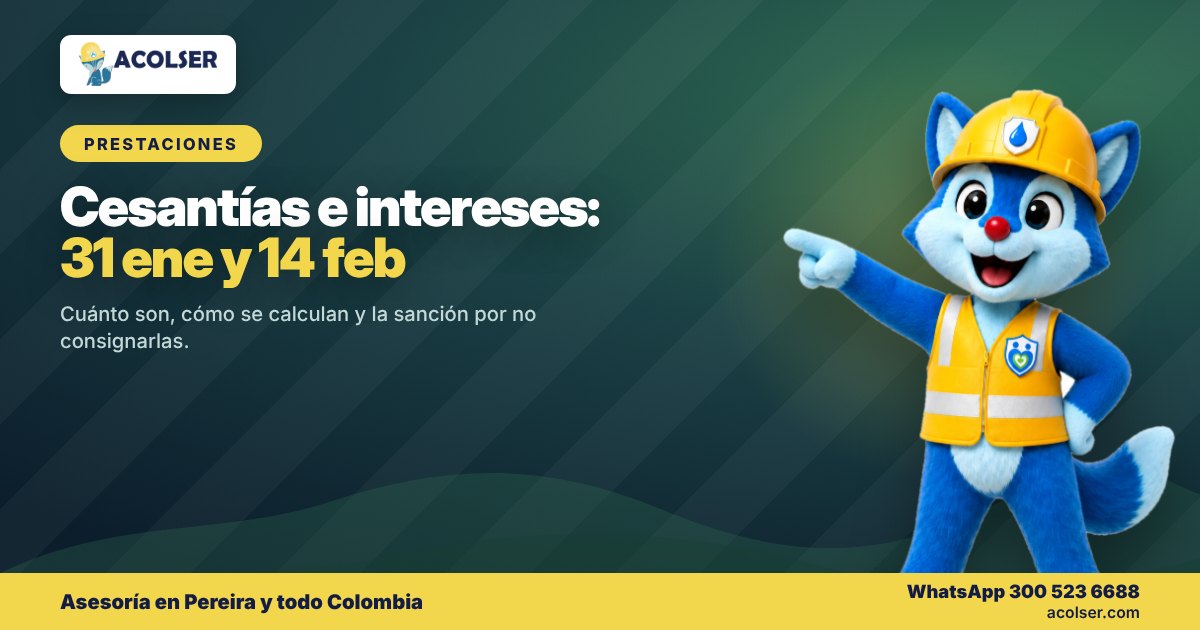 ACOLSER
PRESTACIONES
Cesantías e intereses:
31 ene y 14 feb
Cuánto son, cómo se calculan y la sanción por no
consignarlas.
Asesoría en Pereira y todo Colombia
WhatsApp 300 523 6688
acolser.com